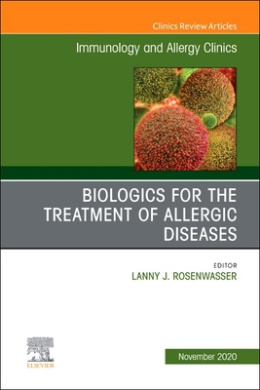 Clinics Review Articles
Immunology and Allergy Clinics
BIOLOGICS FOR THE
TREATMENT OF ALLERGIC
DISEASES
EDITOR
LANNY J. ROSENWASSER
ELSEVIER
November 2020